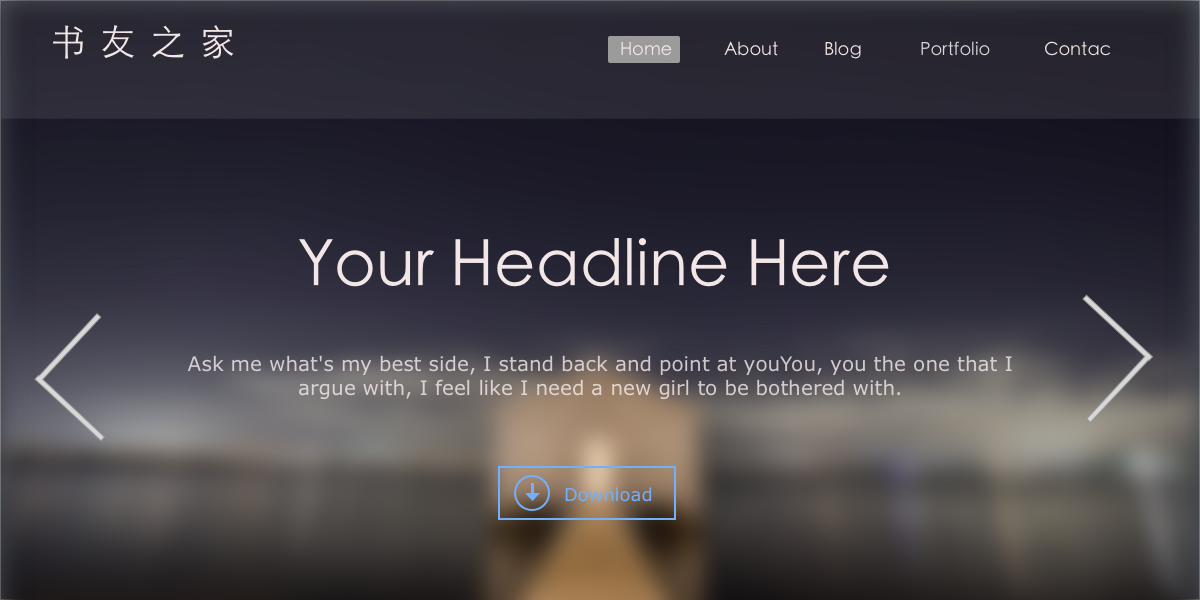 书友之家
Home About Blog Portfolio Contac
Your Headline Here
Ask me what's my best side, I stand back and point at youYou, you the one that I
argue with, I feel like I need a new girl to be bothered with.
Download